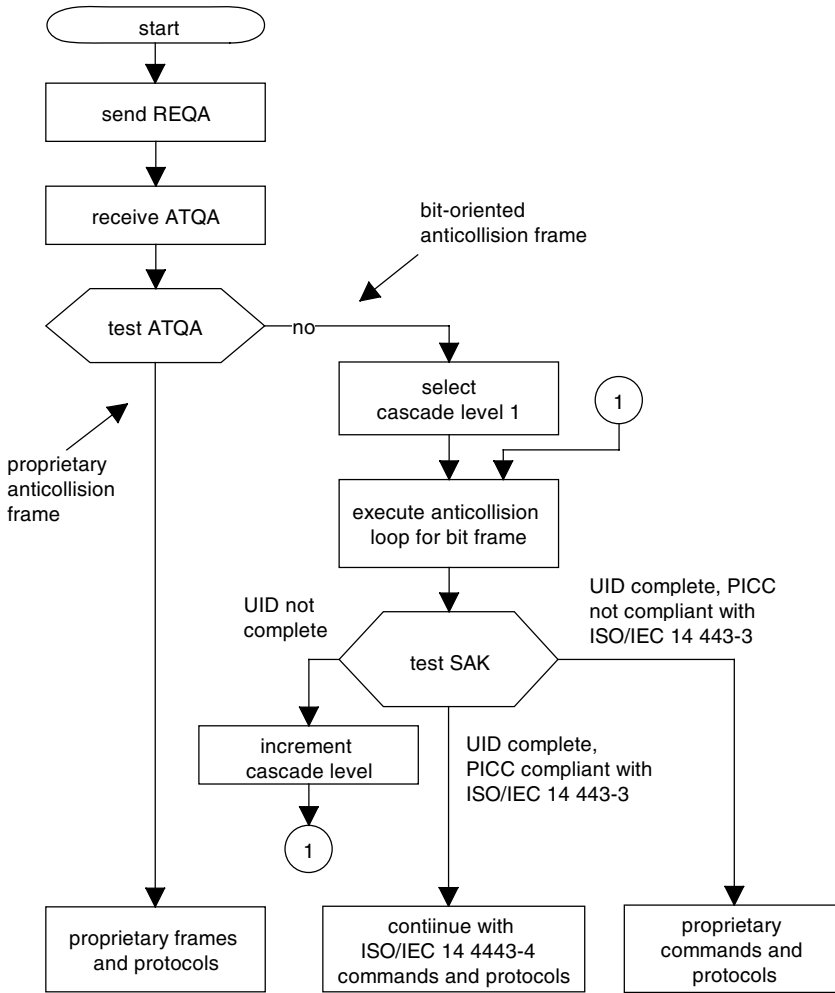 start
send REQA
receive ATQA
bit-oriented
anticollision frame
test ATQA
no
select
cascade level 1
1
proprietary
anticollision
frame
execute anticollision
loop for bit frame
UID not
complete
UID complete, PICC
not compliant with
ISO/IEC 14 443-3
test SAK
increment
cascade level
UID complete,
PICC compliant with
ISO/IEC 14 443-3
1
proprietary frames
and protocols
contiinue with
ISO/IEC 14 4443-4
commands and protocols
proprietary
commands and
protocols